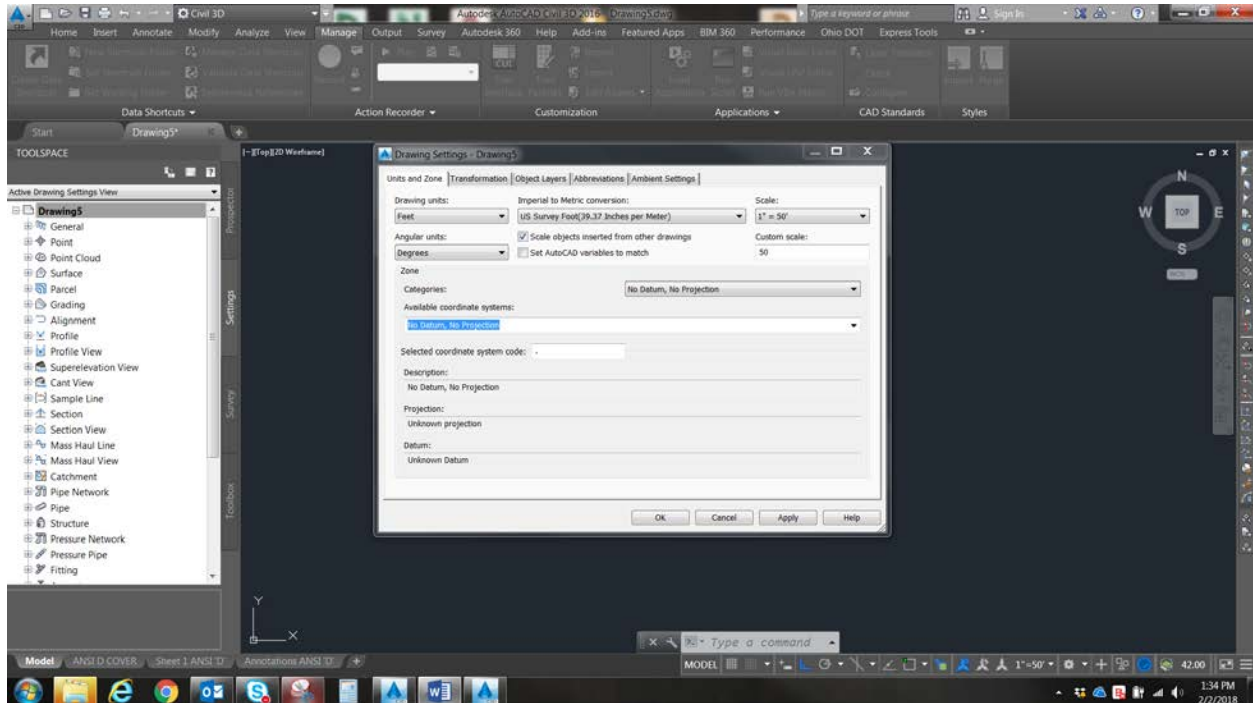 Civil 3D
Autodesk AutoCAD Civil 3D 2016 Drawing5.dwg
Type a keyword or phrase
Sign In
Home Insert Annotate Modify Analyze View Manage Output Survey Autodesk 360 Help Add-ins Featured Apps BIM 360 Performance Ohio DOT Express Tools
CUI
Data Shortcuts
Action Recorder
Customization
Applications
CAD Standards
Styles
Start
Drawing5*
TOOLSPACE
Active Drawing Settings View
Drawing5
General
Point
Point Cloud
Surface
Parcel
Grading
Alignment
Profile
Profile View
Superelevation View
Cant View
Sample Line
Section
Section View
Mass Haul Line
Mass Haul View
Catchment
Pipe Network
Pipe
Structure
Pressure Network
Pressure Pipe
Fitting
Prospector
Settings
Survey
Toolbox
[-][Top][2D Wireframe]
Drawing Settings - Drawing5
Units and Zone Transformation Object Layers Abbreviations Ambient Settings
Drawing units: Imperial to Metric conversion: Scale:
Feet US Survey Foot(39.37 Inches per Meter) 1" = 50'
Angular units: Scale objects inserted from other drawings Custom scale:
Degrees Set AutoCAD variables to match 50
Zone
Categories: No Datum, No Projection
Available coordinate systems:
No Datum, No Projection
Selected coordinate system code: .
Description:
No Datum, No Projection
Projection:
Unknown projection
Datum:
Unknown Datum
OK Cancel Apply Help
N
W TOP E
S
Y
X
Type a command
Model ANSI D COVER Sheet 1 ANSI 'D' Annotations ANSI 'D'
MODEL 1"=50' 42.00
1:34 PM
2/2/2018